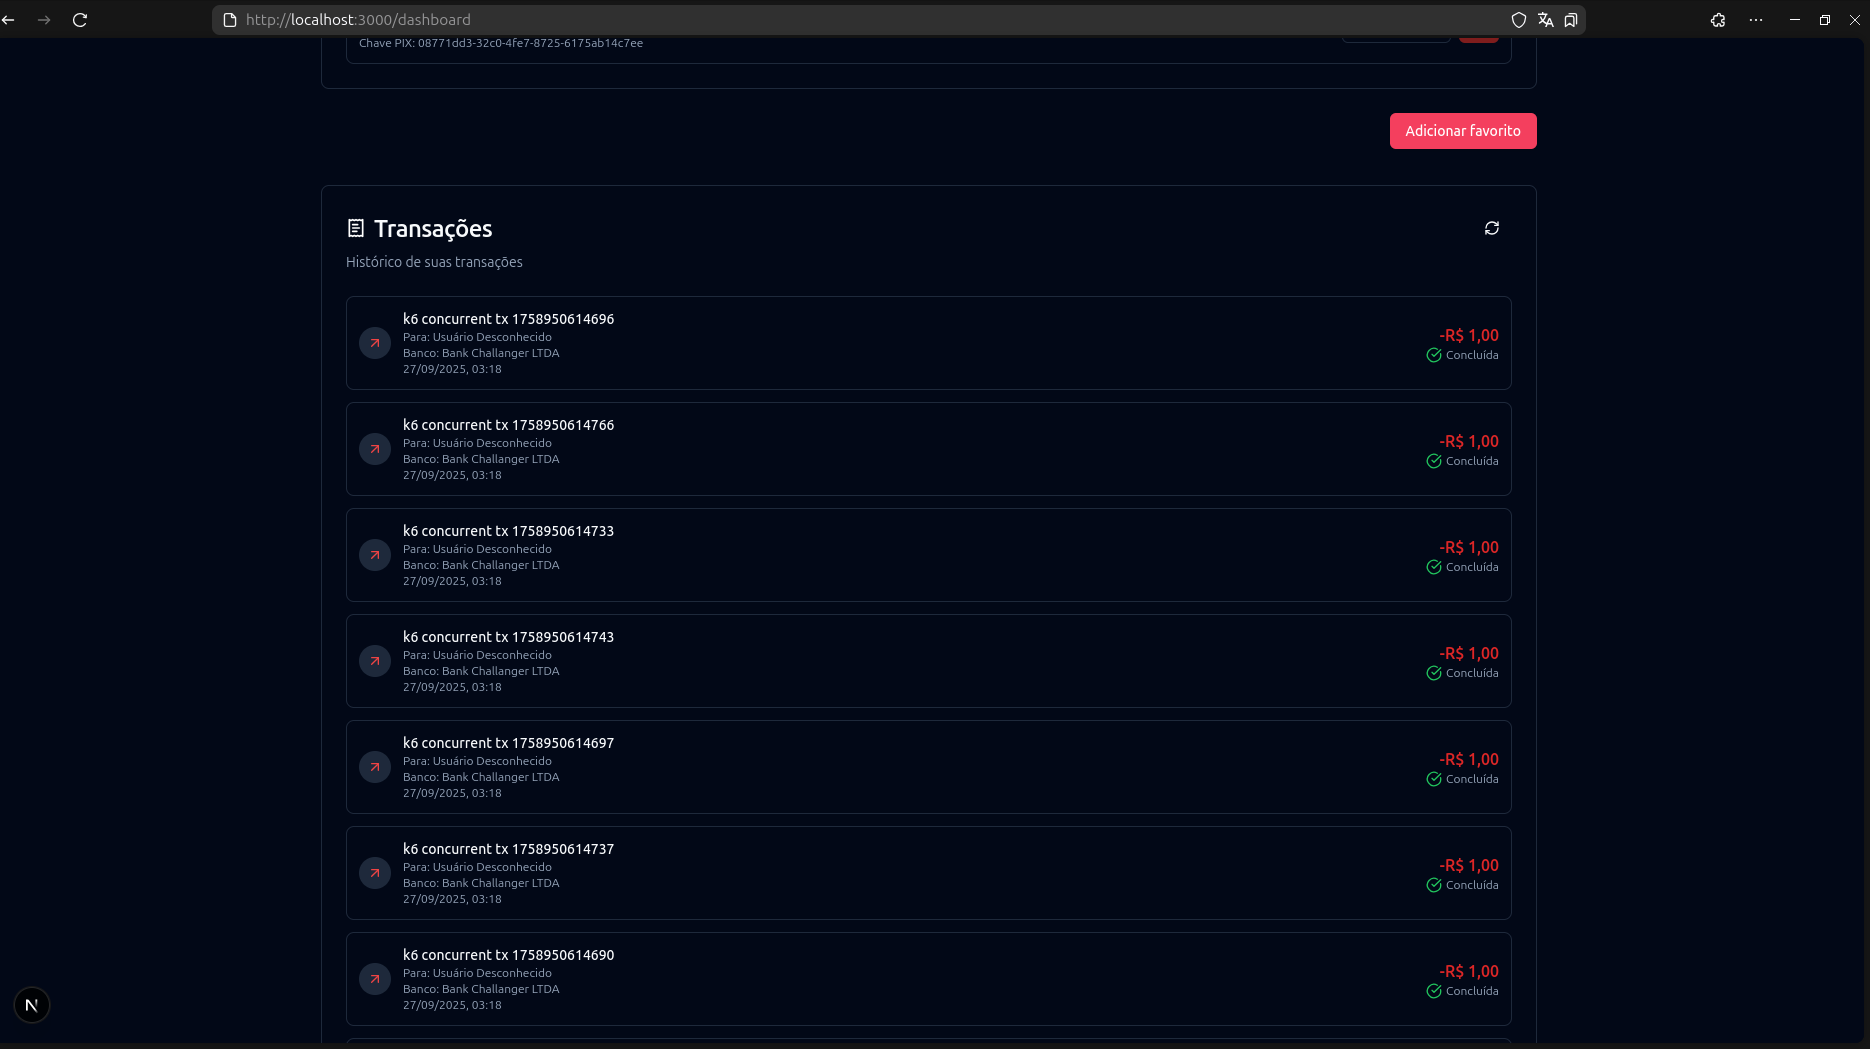 http://localhost:3000/dashboard
Chave PIX: 08771dd3-32c0-4fe7-8725-6175ab14c7ee
Adicionar favorito
Transações
Histórico de suas transações
k6 concurrent tx 1758950614696
Para: Usuário Desconhecido
Banco: Bank Challanger LTDA
27/09/2025, 03:18
-R$ 1,00
Concluída
k6 concurrent tx 1758950614766
Para: Usuário Desconhecido
Banco: Bank Challanger LTDA
27/09/2025, 03:18
-R$ 1,00
Concluída
k6 concurrent tx 1758950614733
Para: Usuário Desconhecido
Banco: Bank Challanger LTDA
27/09/2025, 03:18
-R$ 1,00
Concluída
k6 concurrent tx 1758950614743
Para: Usuário Desconhecido
Banco: Bank Challanger LTDA
27/09/2025, 03:18
-R$ 1,00
Concluída
k6 concurrent tx 1758950614697
Para: Usuário Desconhecido
Banco: Bank Challanger LTDA
27/09/2025, 03:18
-R$ 1,00
Concluída
k6 concurrent tx 1758950614737
Para: Usuário Desconhecido
Banco: Bank Challanger LTDA
27/09/2025, 03:18
-R$ 1,00
Concluída
k6 concurrent tx 1758950614690
Para: Usuário Desconhecido
Banco: Bank Challanger LTDA
27/09/2025, 03:18
-R$ 1,00
Concluída
N